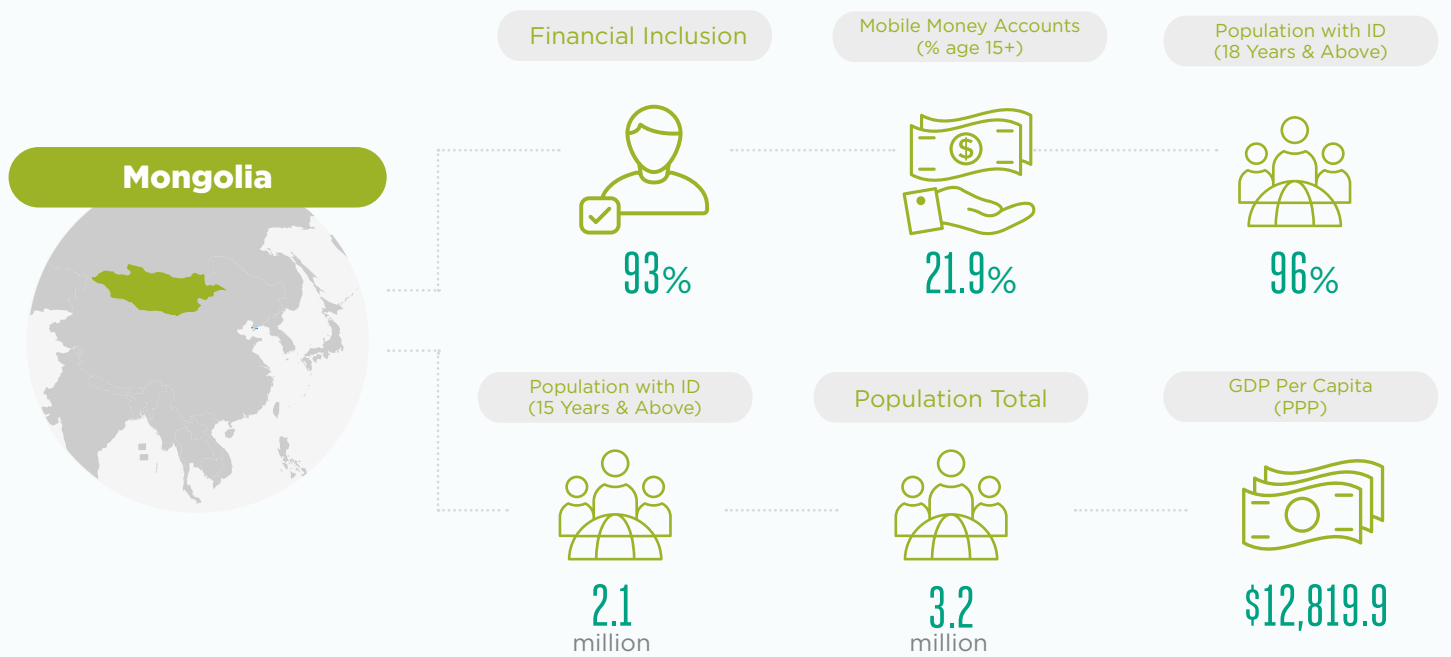 Mongolia
Financial Inclusion
93%
Mobile Money Accounts
(% age 15+)
$
21.9%
Population with ID
(18 Years & Above)
96%
Population with ID
(15 Years & Above)
2.1
million
Population Total
3.2
million
GDP Per Capita
(PPP)
$12,819.9